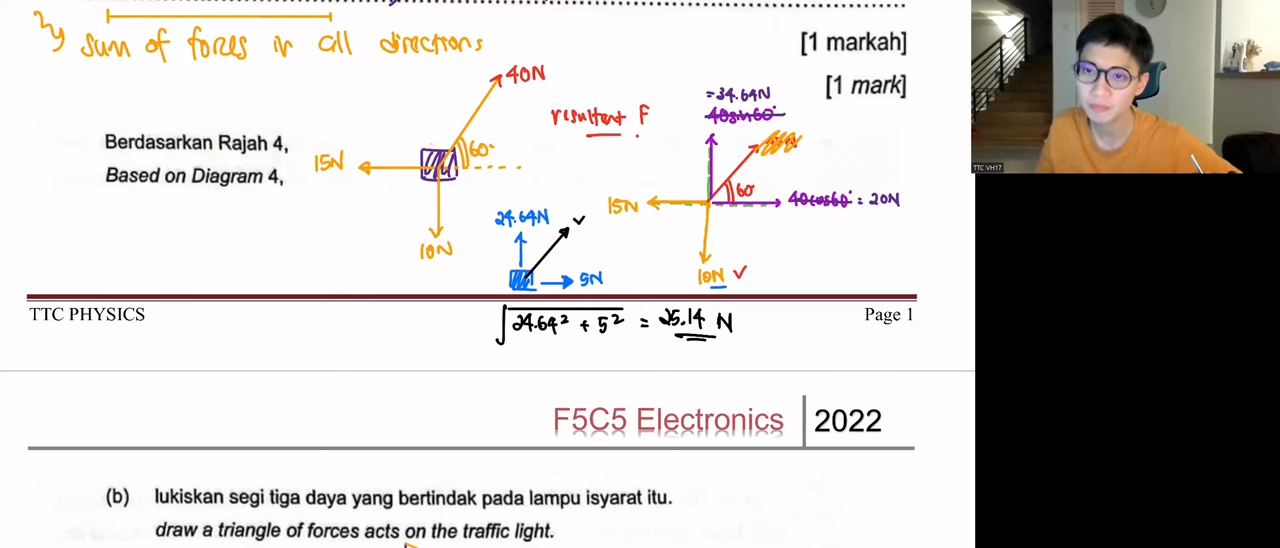 Sum of forces in all directions
[1 markah]
[1 mark]
40N
resultant F
= 34.64N
40sin60°
Berdasarkan Rajah 4,
Based on Diagram 4,
15N
60°
10N
60°
15N
40cos60° = 20N
10N ✓
24.64N
5N
TTC PHYSICS
√24.64² + 5² = 25.14 N
Page 1
F5C5 Electronics 2022
(b) lukiskan segi tiga daya yang bertindak pada lampu isyarat itu.
draw a triangle of forces acts on the traffic light.
TTC VH17